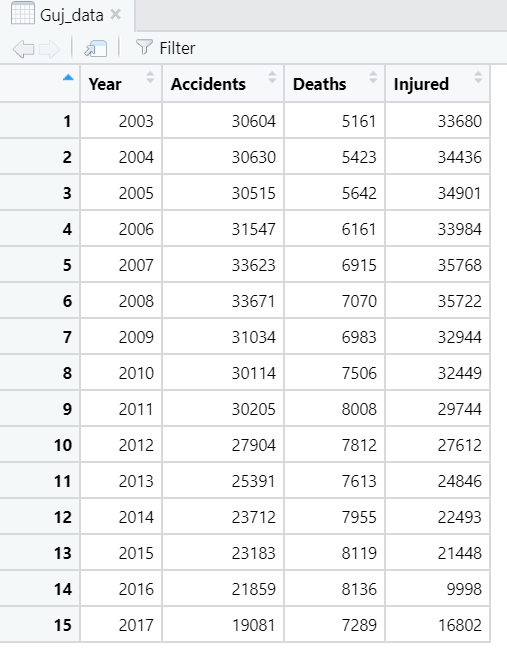 Guj_data
Filter
Year Accidents Deaths Injured
1 2003 30604 5161 33680
2 2004 30630 5423 34436
3 2005 30515 5642 34901
4 2006 31547 6161 33984
5 2007 33623 6915 35768
6 2008 33671 7070 35722
7 2009 31034 6983 32944
8 2010 30114 7506 32449
9 2011 30205 8008 29744
10 2012 27904 7812 27612
11 2013 25391 7613 24846
12 2014 23712 7955 22493
13 2015 23183 8119 21448
14 2016 21859 8136 9998
15 2017 19081 7289 16802